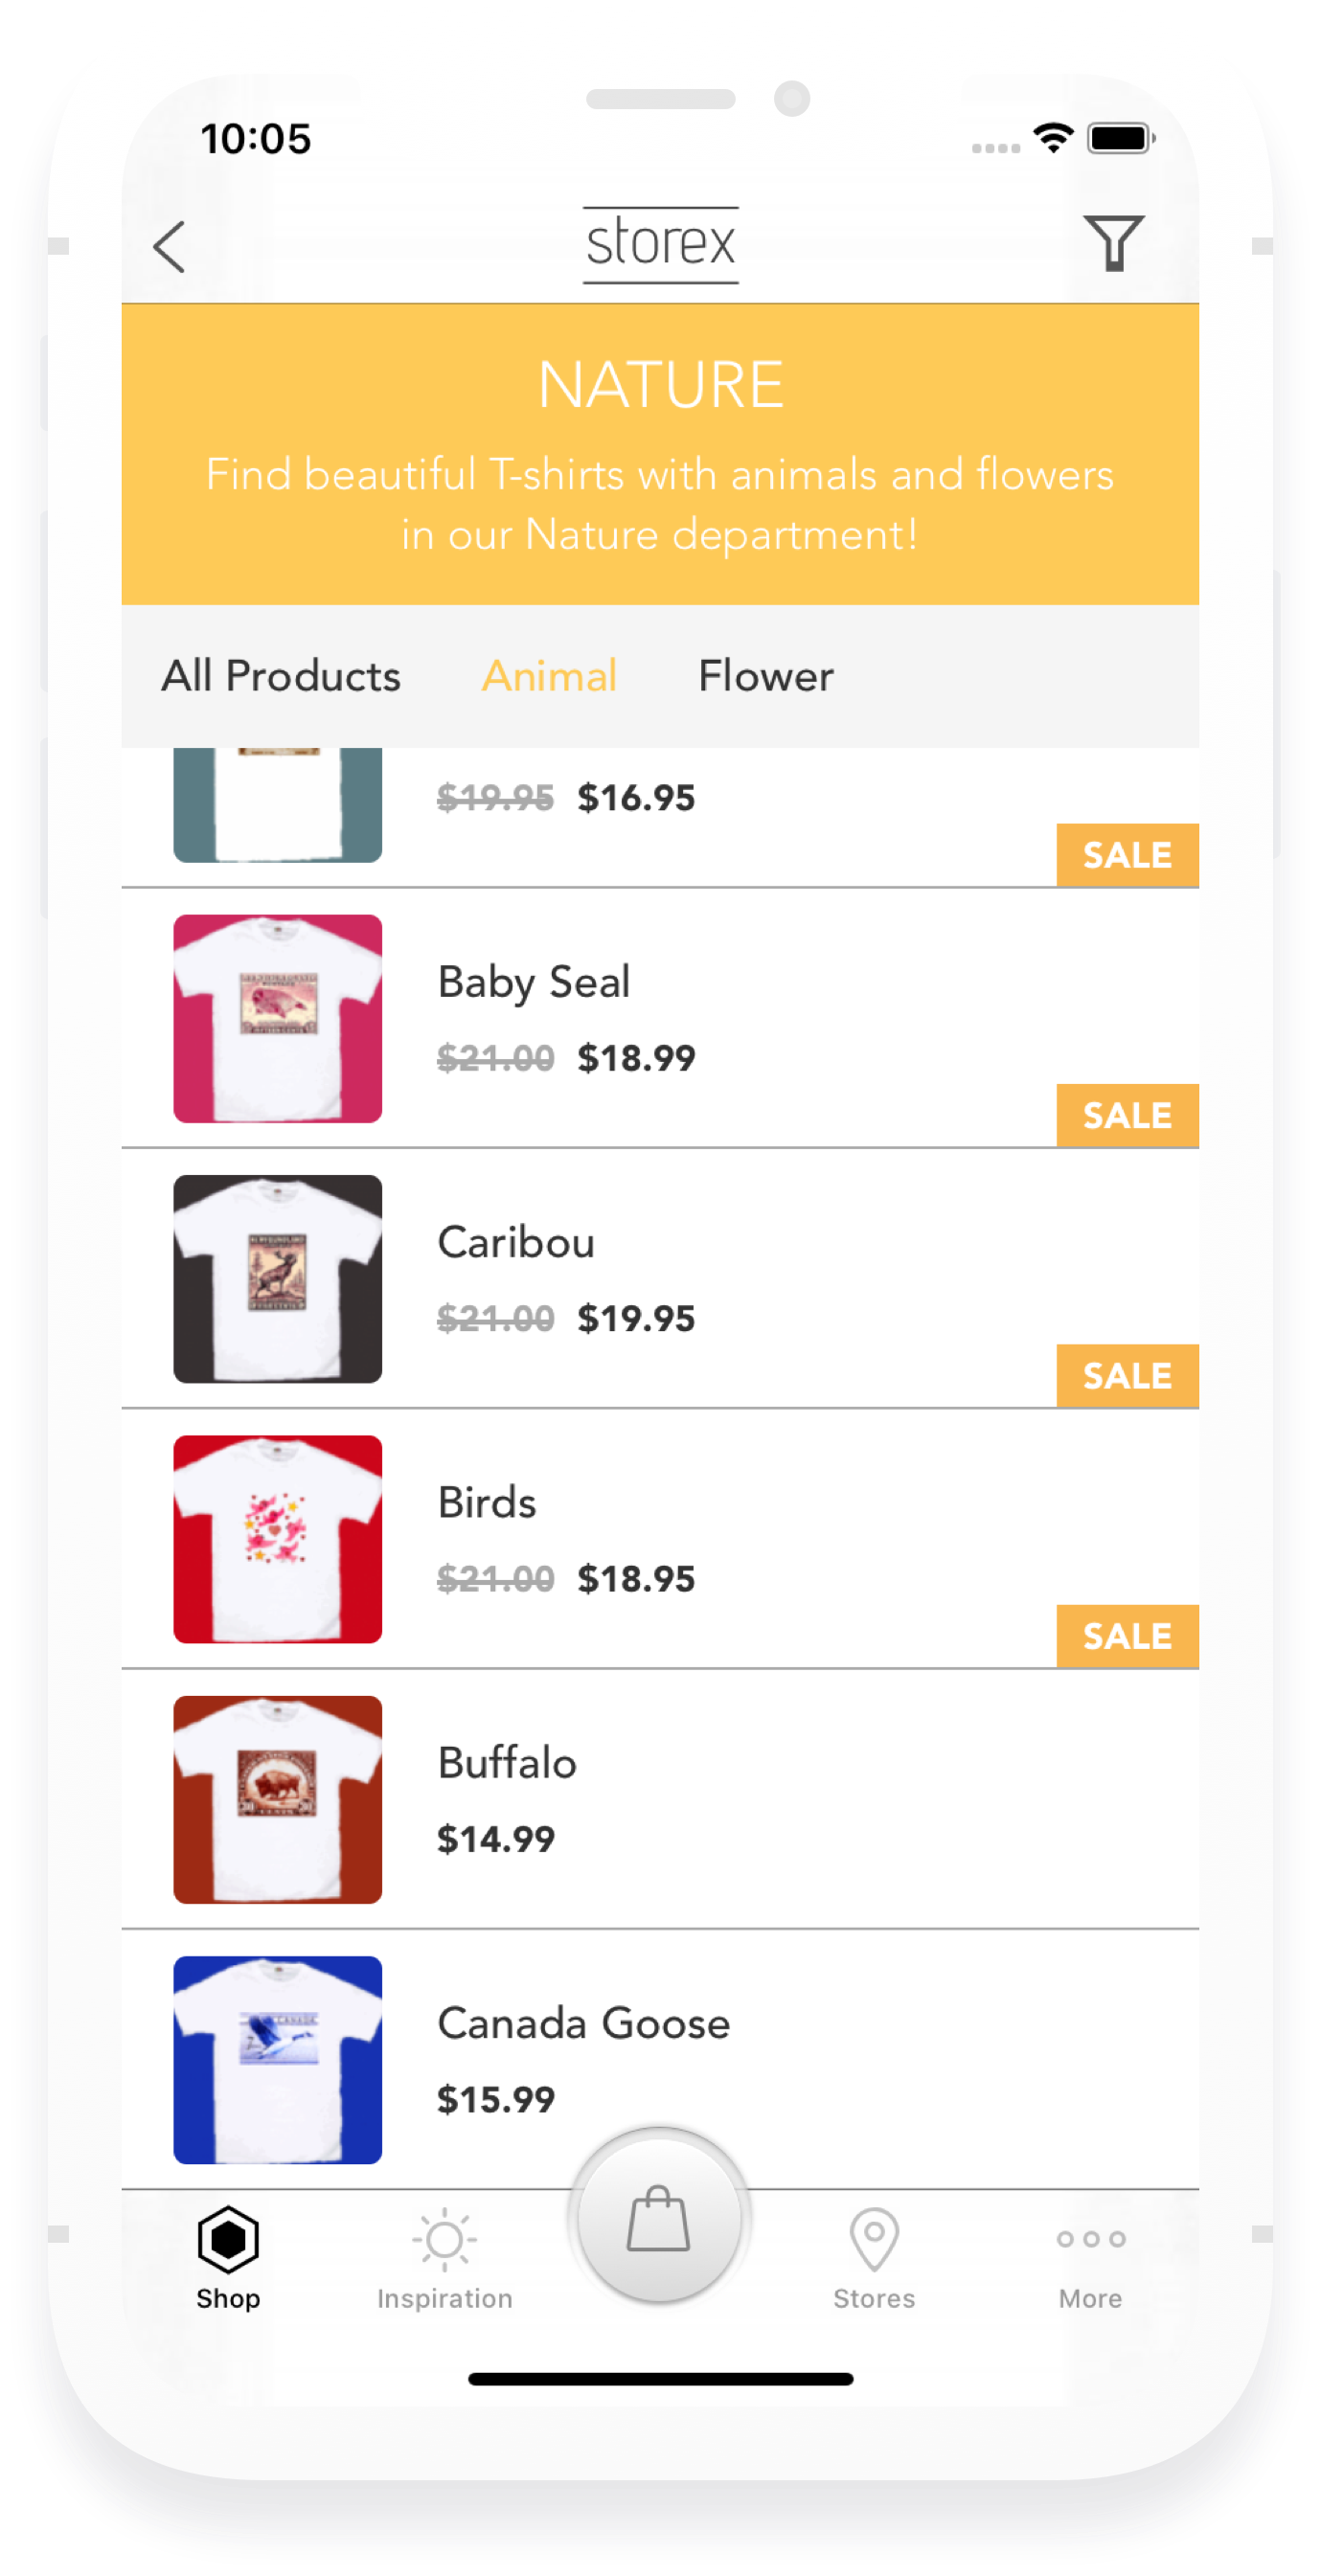 10:05
storex
NATURE
Find beautiful T-shirts with animals and flowers
in our Nature department!
All Products Animal Flower
$19.95 $16.95
SALE
Baby Seal
$21.00 $18.99
SALE
Caribou
$21.00 $19.95
SALE
Birds
$21.00 $18.95
SALE
Buffalo
$14.99
CANADA
Canada Goose
$15.99
Shop Inspiration Stores More